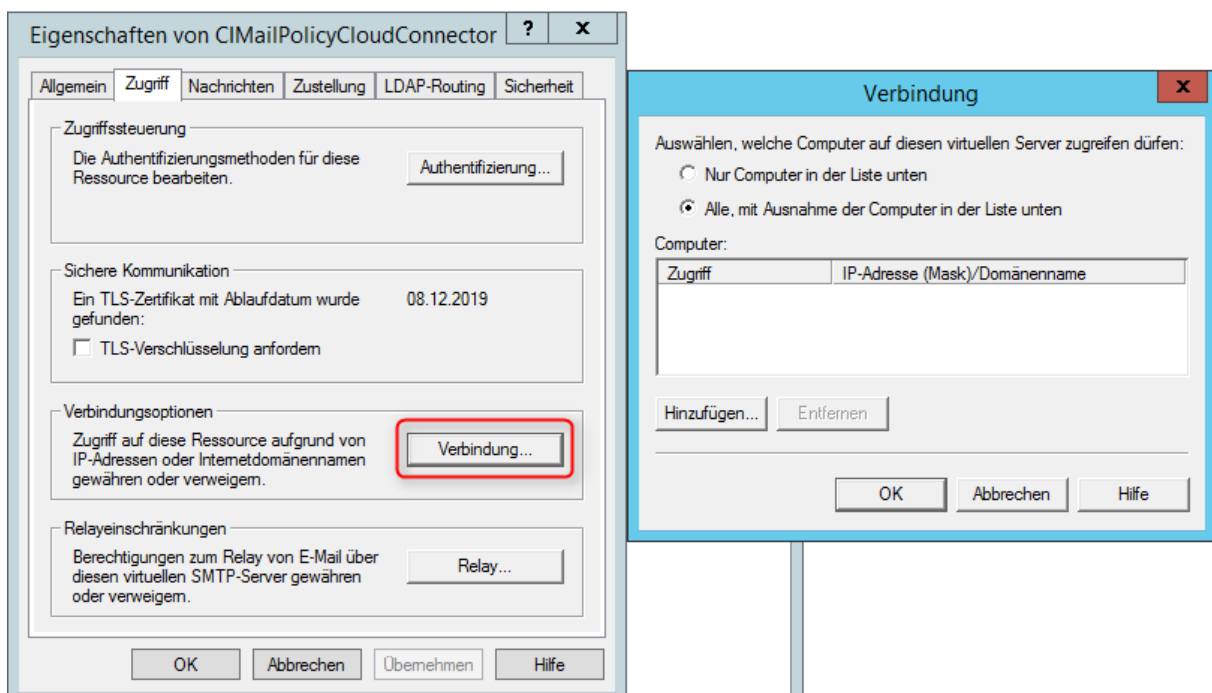 Eigenschaften von CIMailPolicyCloudConnector
?
x
Allgemein
Zugriff
Nachrichten
Zustellung
LDAP-Routing
Sicherheit
Zugriffssteuerung
Die Authentifizierungsmethoden für diese
Ressource bearbeiten.
Authentifizierung...
Sichere Kommunikation
Ein TLS-Zertifikat mit Ablaufdatum wurde
gefunden:
08.12.2019
TLS-Verschlüsselung anfordern
Verbindungsoptionen
Zugriff auf diese Ressource aufgrund von
IP-Adressen oder Internetdomänennamen
gewähren oder verweigern.
Verbindung...
Relayeinschränkungen
Berechtigungen zum Relay von E-Mail über
diesen virtuellen SMTP-Server gewähren
oder verweigern.
Relay...
OK
Abbrechen
Übernehmen
Hilfe
Verbindung
x
Auswählen, welche Computer auf diesen virtuellen Server zugreifen dürfen:
Nur Computer in der Liste unten
Alle, mit Ausnahme der Computer in der Liste unten
Computer:
Zugriff
IP-Adresse (Mask)/Domänenname
Hinzufügen...
Entfernen
OK
Abbrechen
Hilfe